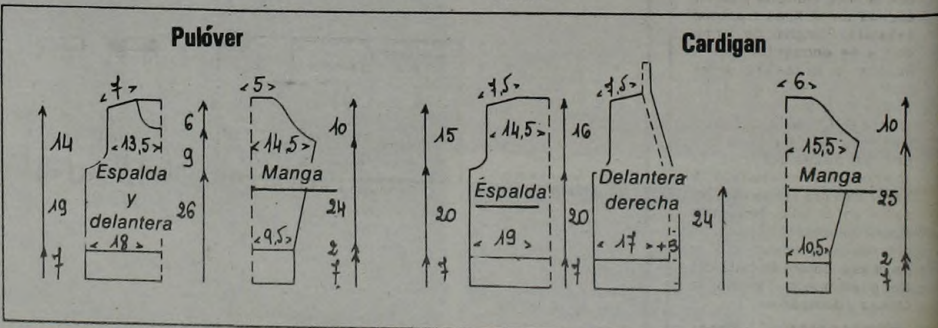 Pulóver
Cardigan
< 7 >
14
19
7
< 13,5 >
Espalda
y
delantera
< 18 >
6
9
26
< 5 >
< 14,5 >
Manga
< 9,5 >
10
24
2
7
15
20
7
< 7,5 >
< 14,5 >
Espalda
< 19 >
16
20
7
< 7,5 >
Delantera
derecha
< 17 > +3
24
< 6 >
< 15,5 >
Manga
< 10,5 >
10
25
2
7